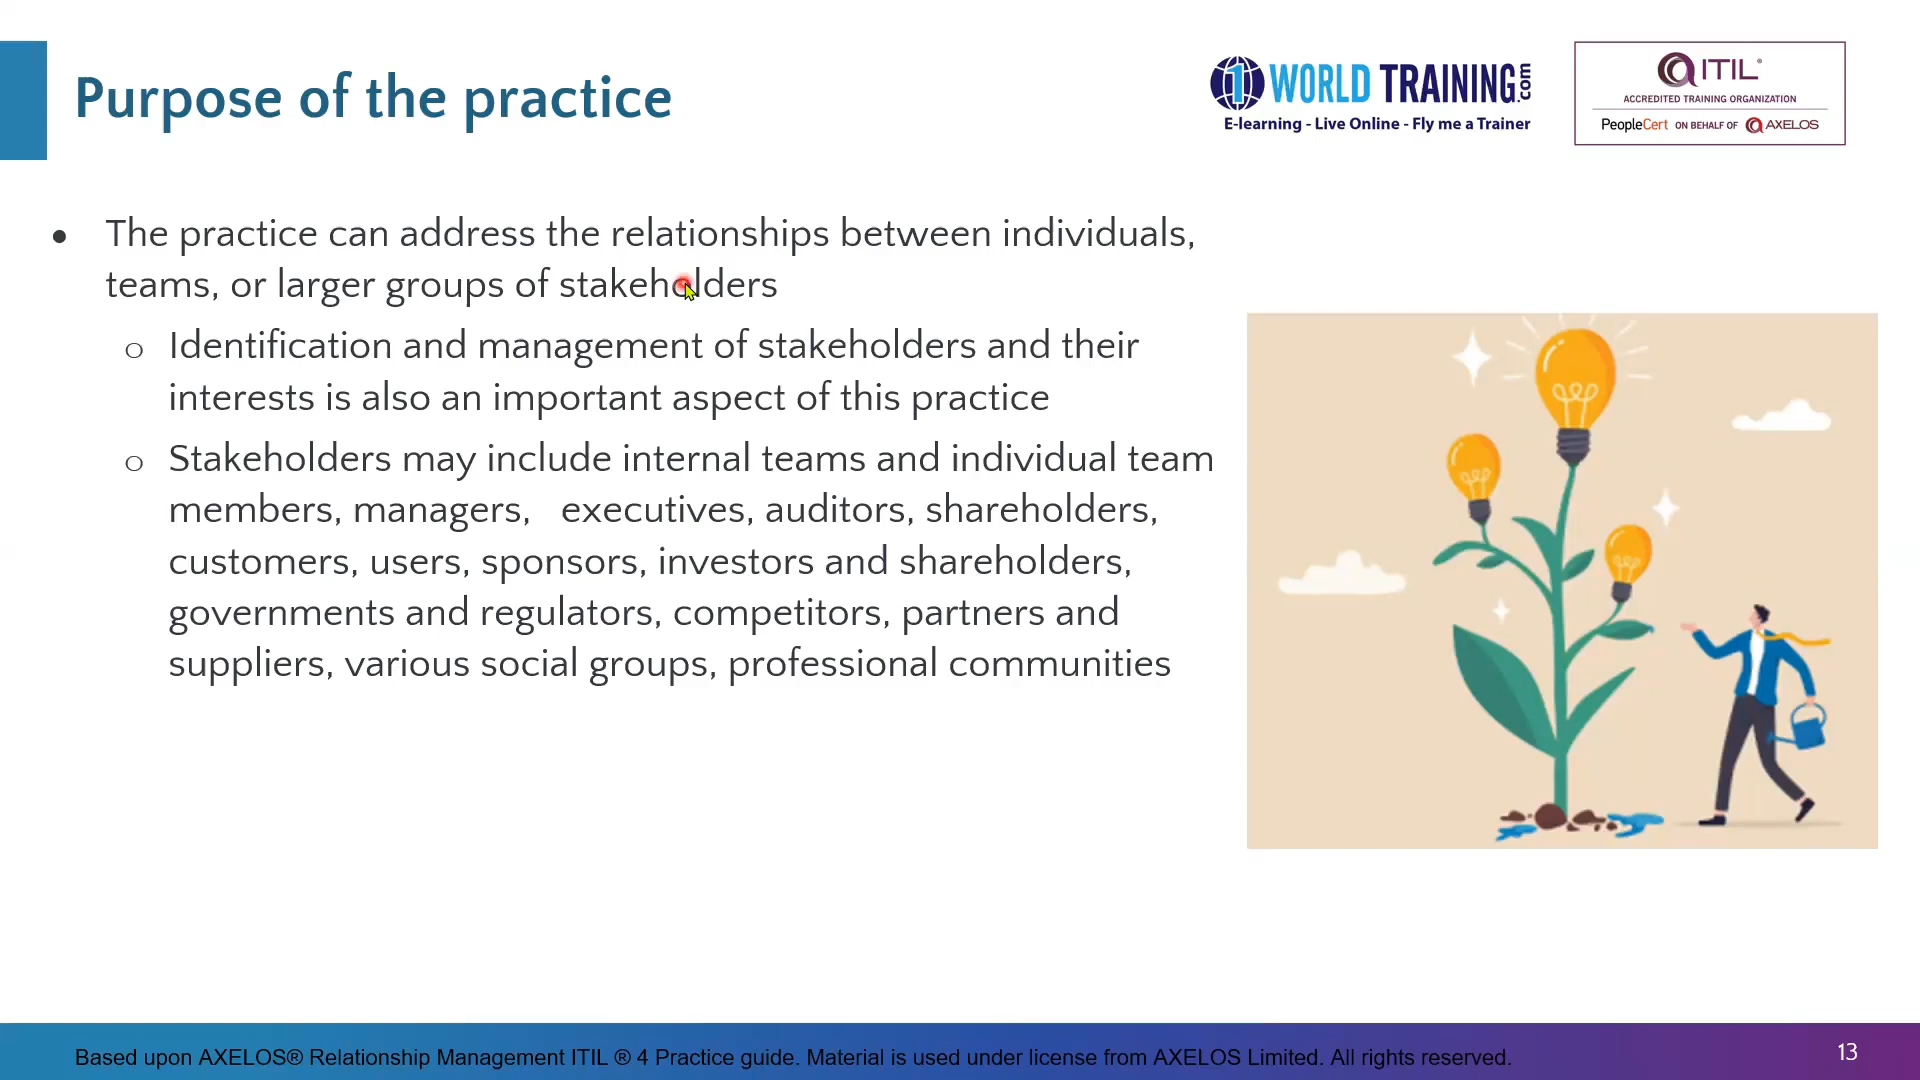 Purpose of the practice
1 WORLD TRAINING.com
E-learning - Live Online - Fly me a Trainer
ITIL®
ACCREDITED TRAINING ORGANIZATION
PeopleCert ON BEHALF OF AXELOS
• The practice can address the relationships between individuals,
teams, or larger groups of stakeholders
o Identification and management of stakeholders and their
interests is also an important aspect of this practice
o Stakeholders may include internal teams and individual team
members, managers, executives, auditors, shareholders,
customers, users, sponsors, investors and shareholders,
governments and regulators, competitors, partners and
suppliers, various social groups, professional communities
Based upon AXELOS® Relationship Management ITIL ® 4 Practice guide. Material is used under license from AXELOS Limited. All rights reserved.
13